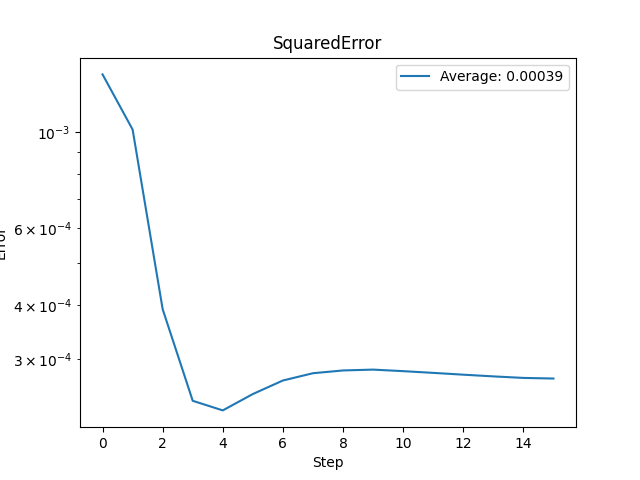 SquaredError
Average: 0.00039
10⁻³
6 × 10⁻⁴
4 × 10⁻⁴
3 × 10⁻⁴
Error
0 2 4 6 8 10 12 14
Step